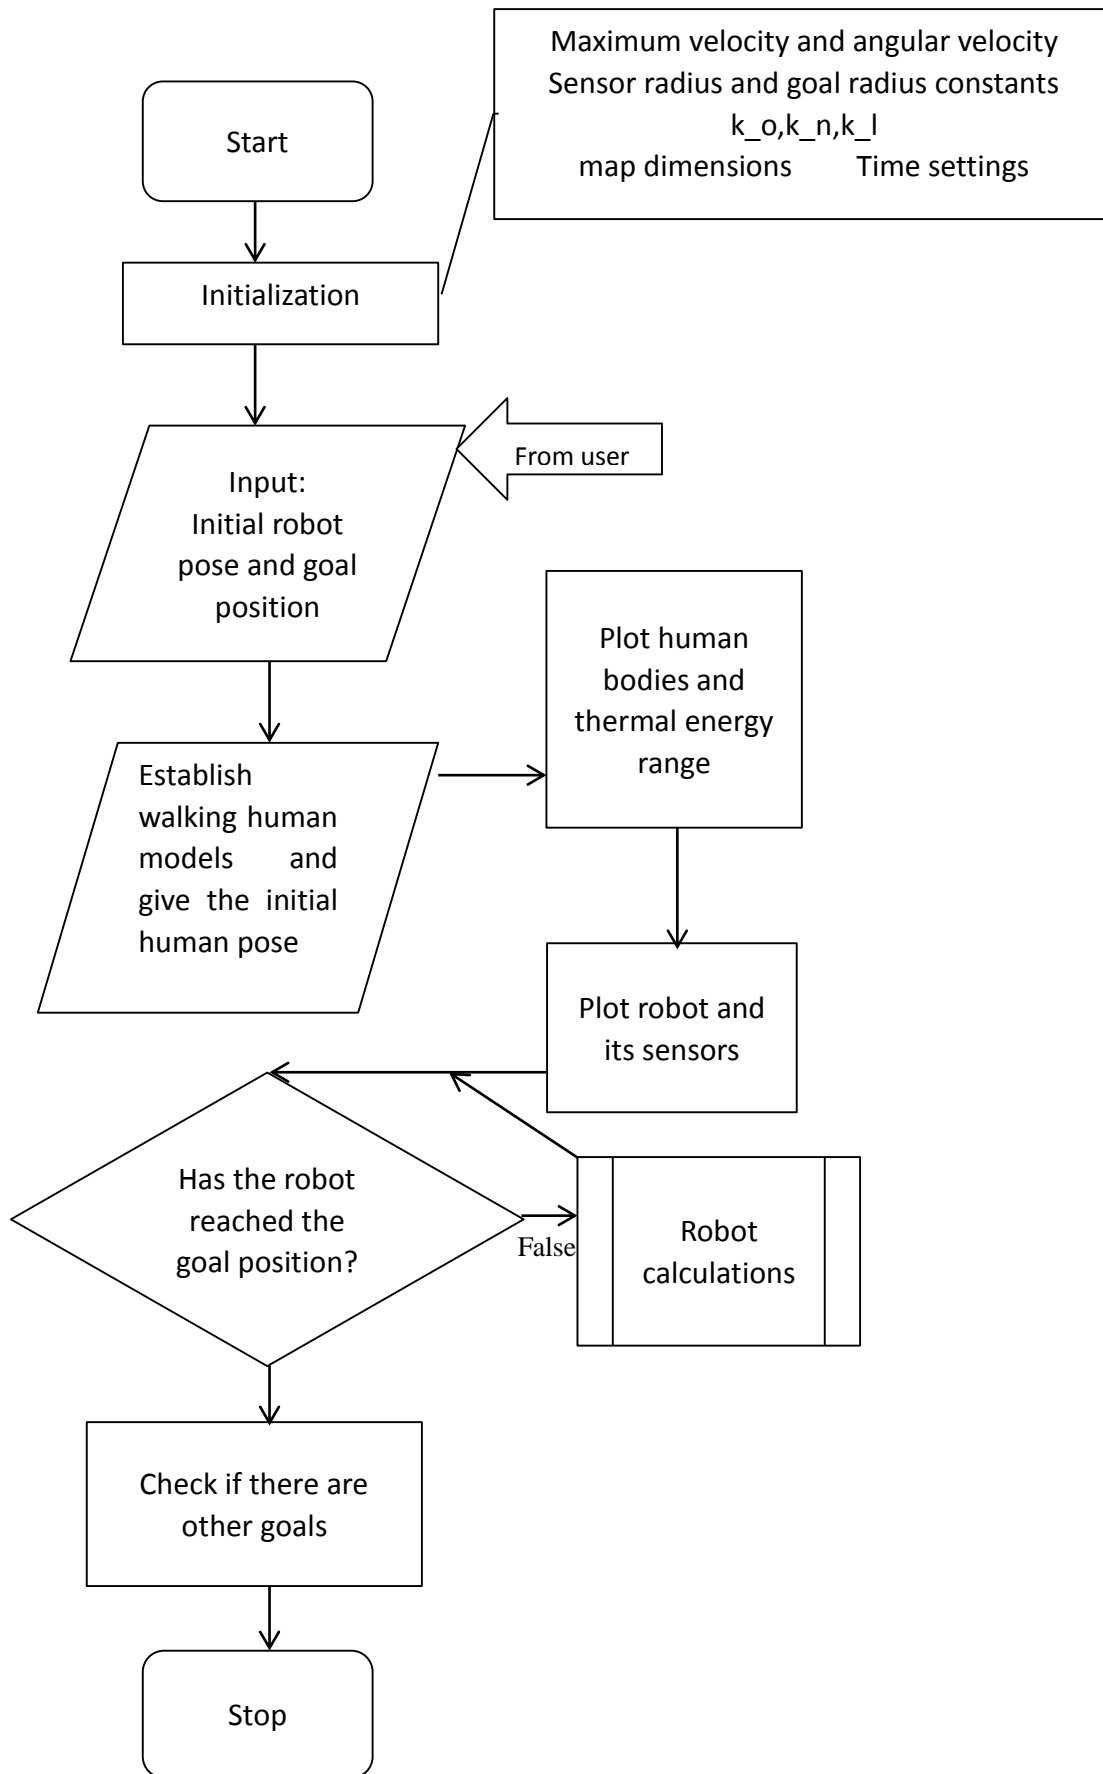 Maximum velocity and angular velocity
Sensor radius and goal radius constants
k_o,k_n,k_l
map dimensions Time settings
Start
Initialization
From user
Input:
Initial robot
pose and goal
position
Plot human
bodies and
thermal energy
range
Establish
walking human
models and
give the initial
human pose
Plot robot and
its sensors
Has the robot
reached the
goal position?
False
Robot
calculations
Check if there are
other goals
Stop